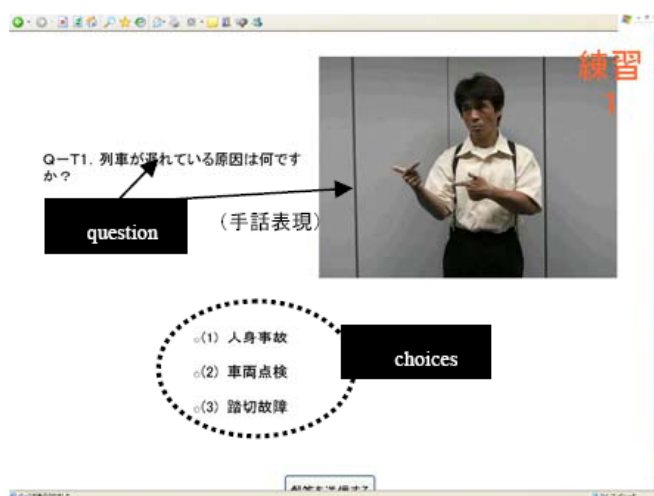 練習
1
Q－T1. 列車が遅れている原因は何です
か？
question
（手話表現）
(1) 人身事故
(2) 車両点検
(3) 踏切故障
choices